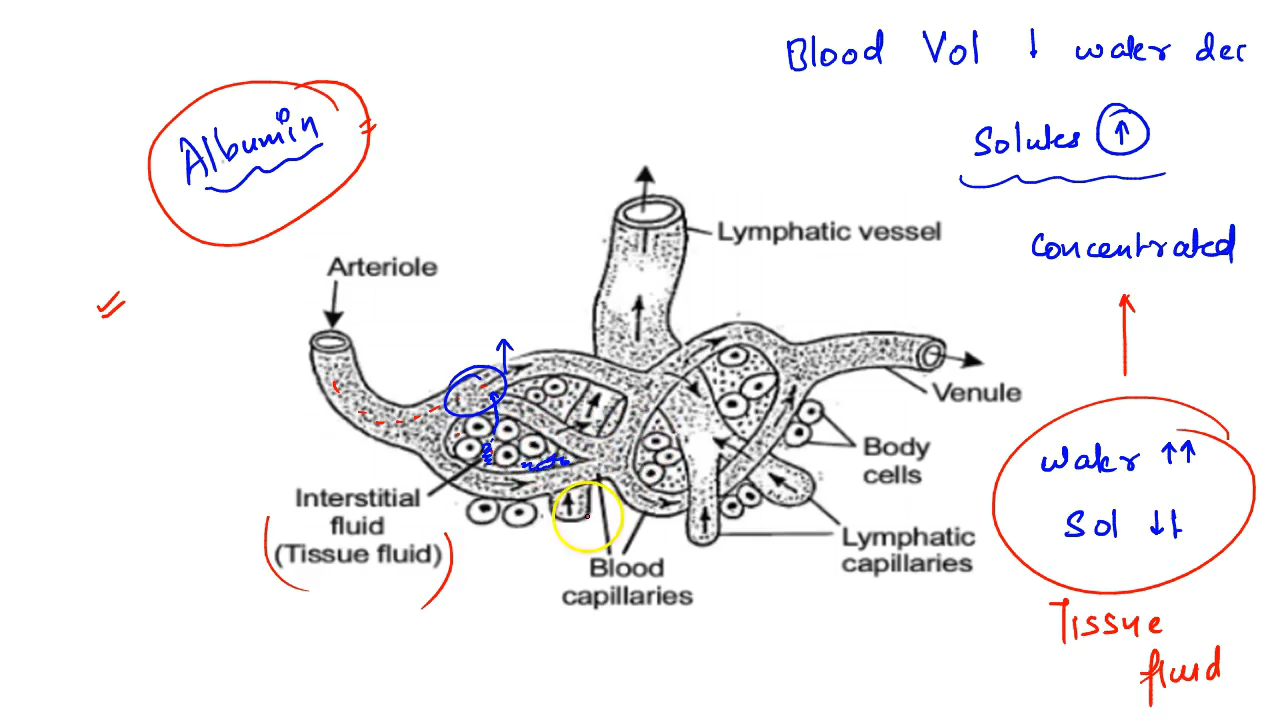 Blood Vol ↓ water dec
Albumin
Solutes ↑
Lymphatic vessel
Concentrated
Arteriole
Venule
Body
cells
water ↑↑
Sol ↓↓
Interstitial
fluid
(Tissue fluid)
Lymphatic
capillaries
Blood
capillaries
Tissue
fluid